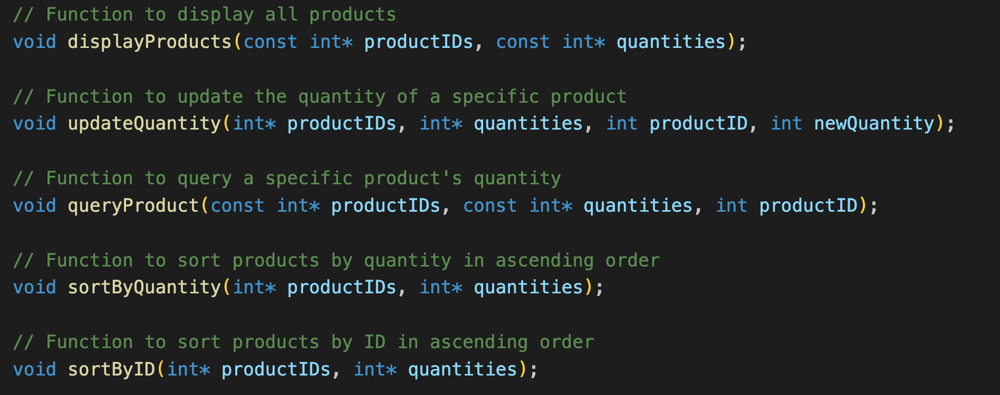 // Function to display all products
void displayProducts(const int* productIDs, const int* quantities);
// Function to update the quantity of a specific product
void updateQuantity(int* productIDs, int* quantities, int productID, int newQuantity);
// Function to query a specific product's quantity
void queryProduct(const int* productIDs, const int* quantities, int productID);
// Function to sort products by quantity in ascending order
void sortByQuantity(int* productIDs, int* quantities);
// Function to sort products by ID in ascending order
void sortByID(int* productIDs, int* quantities);